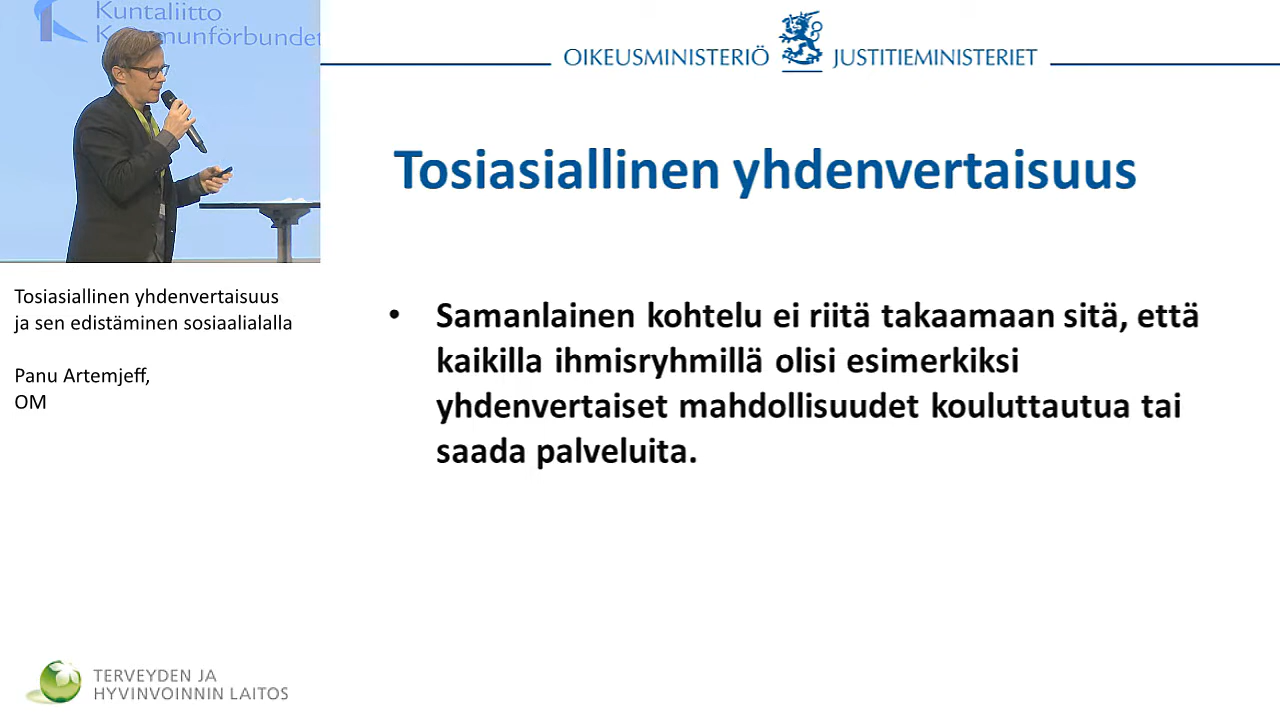 Kuntaliitto
Kommunförbundet
OIKEUSMINISTERIÖ JUSTITIEMINISTERIET
Tosiasiallinen yhdenvertaisuus
Tosiasiallinen yhdenvertaisuus
ja sen edistäminen sosiaalialalla
Panu Artemjeff,
OM
• Samanlainen kohtelu ei riitä takaamaan sitä, että
kaikilla ihmisryhmillä olisi esimerkiksi
yhdenvertaiset mahdollisuudet kouluttautua tai
saada palveluita.
TERVEYDEN JA
HYVINVOINNIN LAITOS